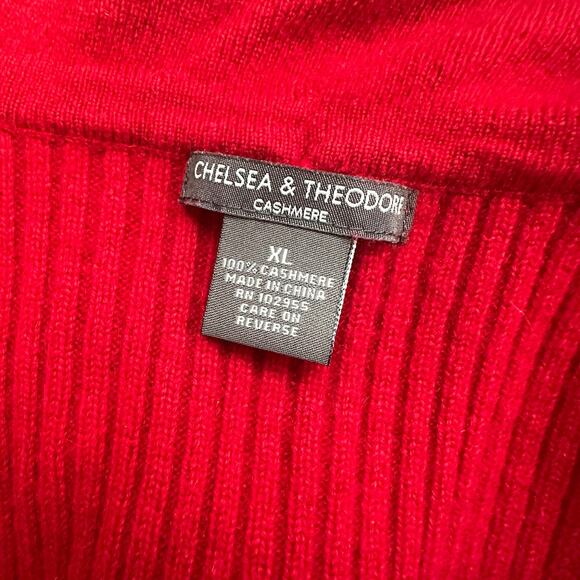 CHELSEA & THEODORE
CASHMERE
XL
100% CASHMERE
MADE IN CHINA
RN 102955
CARE ON
REVERSE